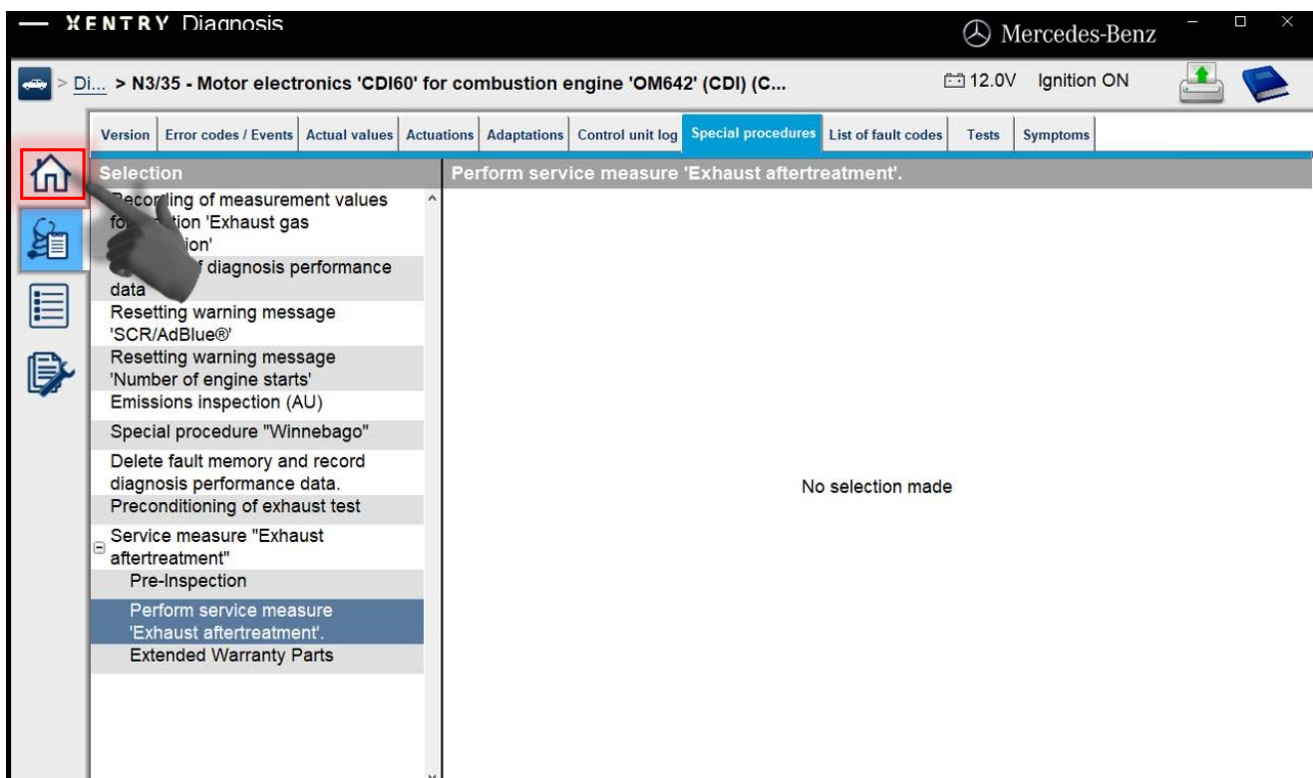 XENTRY Diagnosis
Mercedes-Benz
> Di... > N3/35 - Motor electronics 'CDI60' for combustion engine 'OM642' (CDI) (C...
12.0V Ignition ON
Version Error codes / Events Actual values Actuations Adaptations Control unit log Special procedures List of fault codes Tests Symptoms
Selection
Perform service measure 'Exhaust aftertreatment'.
Recording of measurement values
'Exhaust gas
diagnosis performance
data
Resetting warning message
'SCR/AdBlue®'
Resetting warning message
'Number of engine starts'
Emissions inspection (AU)
Special procedure "Winnebago"
Delete fault memory and record
diagnosis performance data.
Preconditioning of exhaust test
Service measure "Exhaust
aftertreatment"
Pre-Inspection
Perform service measure
'Exhaust aftertreatment'.
Extended Warranty Parts
No selection made